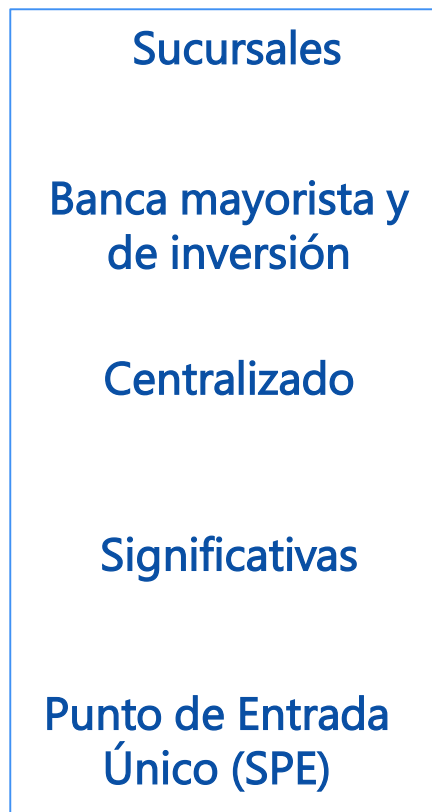 Sucursales
Banca mayorista y
de inversión
Centralizado
Significativas
Punto de Entrada
Único (SPE)